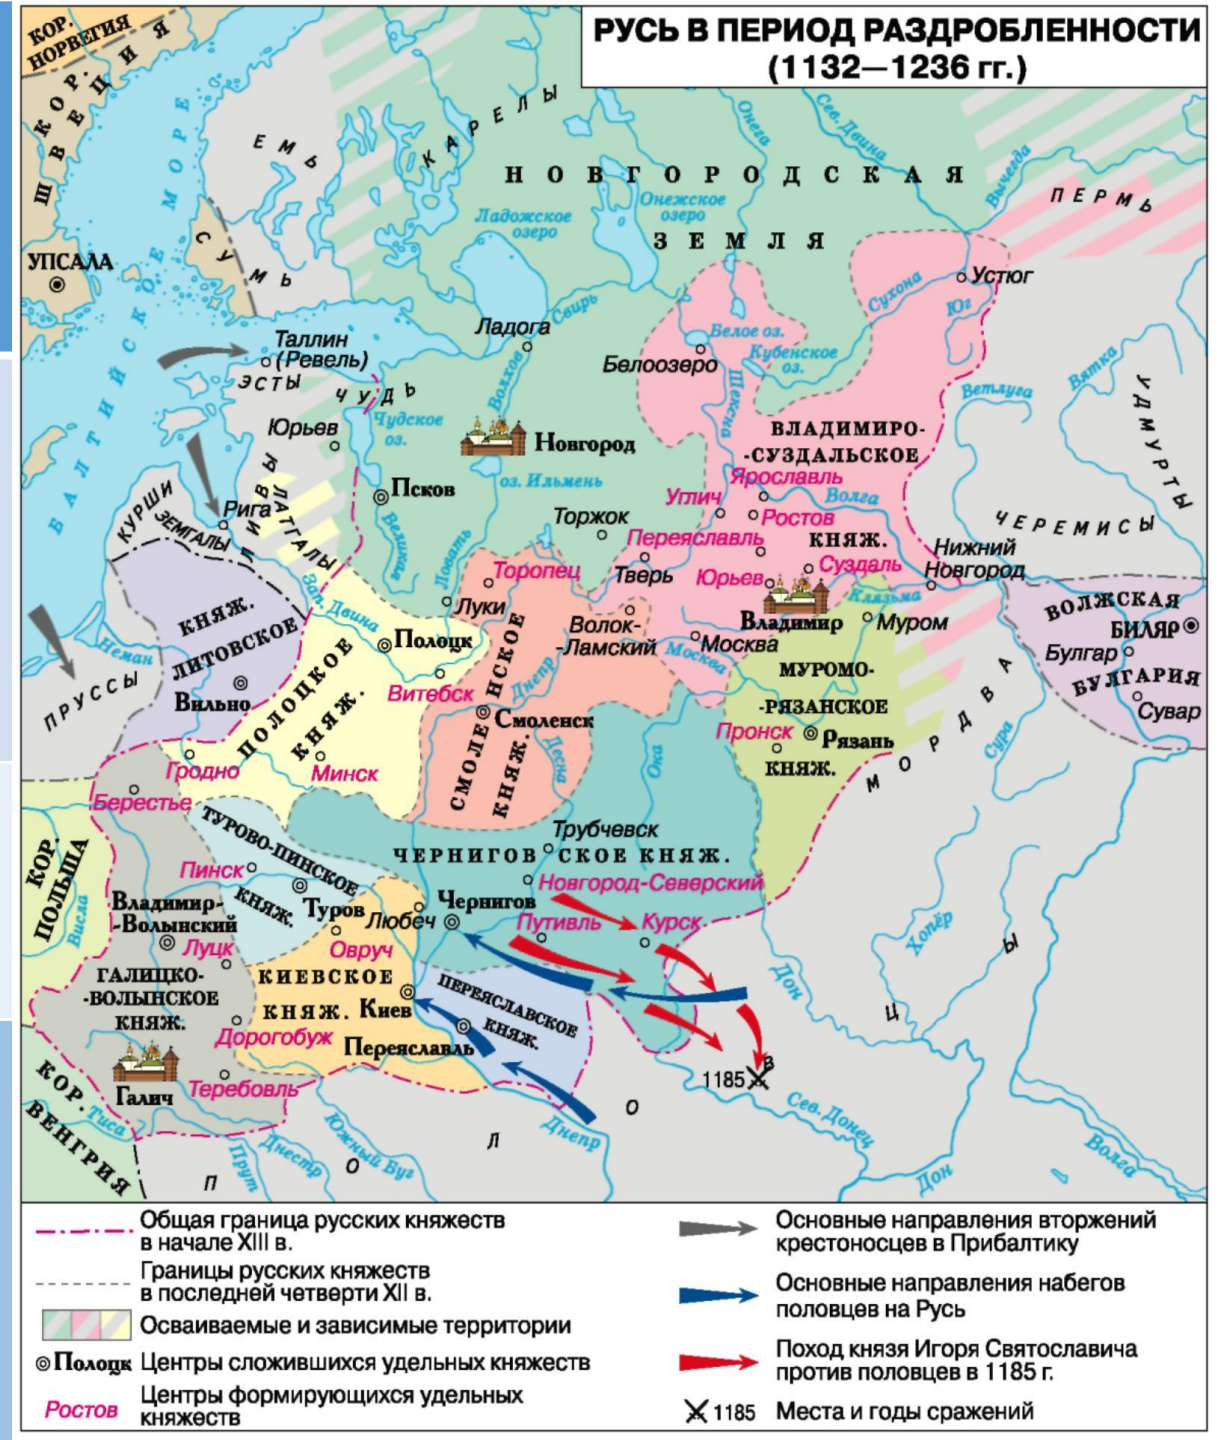 РУСЬ В ПЕРИОД РАЗДРОБЛЕННОСТИ
(1132—1236 гг.)
КОР.
НОРВЕГИЯ
КОР.
ШВЕЦИЯ
УПСАЛА
БАЛТИЙСКОЕ МОРЕ
ЕМЬ
СУМЬ
КАРЕЛЫ
Онега
Сев. Двина
Вычегда
ПЕРМЬ
НОВГОРОДСКАЯ
ЗЕМЛЯ
Ладожское
озеро
Онежское
озеро
Свирь
Ладога
Волхов
Белое оз.
Белоозеро
Кубенское
оз.
Сухона
Устюг
Юг
Шексна
Таллин
(Ревель)
ЭСТЫ
ЧУДЬ
Чудское
оз.
Юрьев
Новгород
Псков
оз. Ильмень
Великая
Ловать
Торжок
ЛИВЫ
ЛАТГАЛЫ
КУРШИ
ЗЕМГАЛЫ
Рига
Зап. Двина
Ветлуга
Вятка
УДМУРТЫ
ЧЕРЕМИСЫ
ВЛАДИМИРО-
-СУЗДАЛЬСКОЕ
КНЯЖ.
Ярославль
Волга
Углич
Ростов
Переяславль
Тверь
Юрьев
Суздаль
Владимир
Клязьма
Нижний
Новгород
Муром
Москва
Москва
Волок-
-Ламский
Торопец
Луки
КНЯЖ.
ЛИТОВСКОЕ
Неман
Вильно
ПРУССЫ
ПОЛОЦКОЕ
КНЯЖ.
Полоцк
Витебск
Минск
Гродно
СМОЛЕНСКОЕ
КНЯЖ.
Смоленск
Днепр
Десна
Ока
МУРОМО-
-РЯЗАНСКОЕ
КНЯЖ.
Пронск
Рязань
МОРДВА
Сура
ВОЛЖСКАЯ
БУЛГАРИЯ
БИЛЯР
Булгар
Сувар
Берестье
КОР.
ПОЛЬША
Висла
ТУРОВО-ПИНСКОЕ
КНЯЖ.
Пинск
Туров
ЧЕРНИГОВСКОЕ КНЯЖ.
Трубчевск
Новгород-Северский
Чернигов
Любеч
Путивль
Курск
Владимир-
-Волынский
Луцк
Овруч
ГАЛИЦКО-
-ВОЛЫНСКОЕ
КНЯЖ.
КИЕВСКОЕ
КНЯЖ.
Киев
ПЕРЕЯСЛАВСКОЕ
КНЯЖ.
Переяславль
Дорогобуж
Галич
Теребовль
КОР.
ВЕНГРИЯ
Тиса
Прут
Днестр
Южный Буг
Днепр
ПОЛОВЦЫ
1185
Сев. Донец
Дон
Дон
Хопёр
Волга
Общая граница русских княжеств
в начале XIII в.
Границы русских княжеств
в последней четверти XII в.
Осваиваемые и зависимые территории
Полоцк Центры сложившихся удельных княжеств
Ростов Центры формирующихся удельных
княжеств
Основные направления вторжений
крестоносцев в Прибалтику
Основные направления набегов
половцев на Русь
Поход князя Игоря Святославича
против половцев в 1185 г.
1185 Места и годы сражений